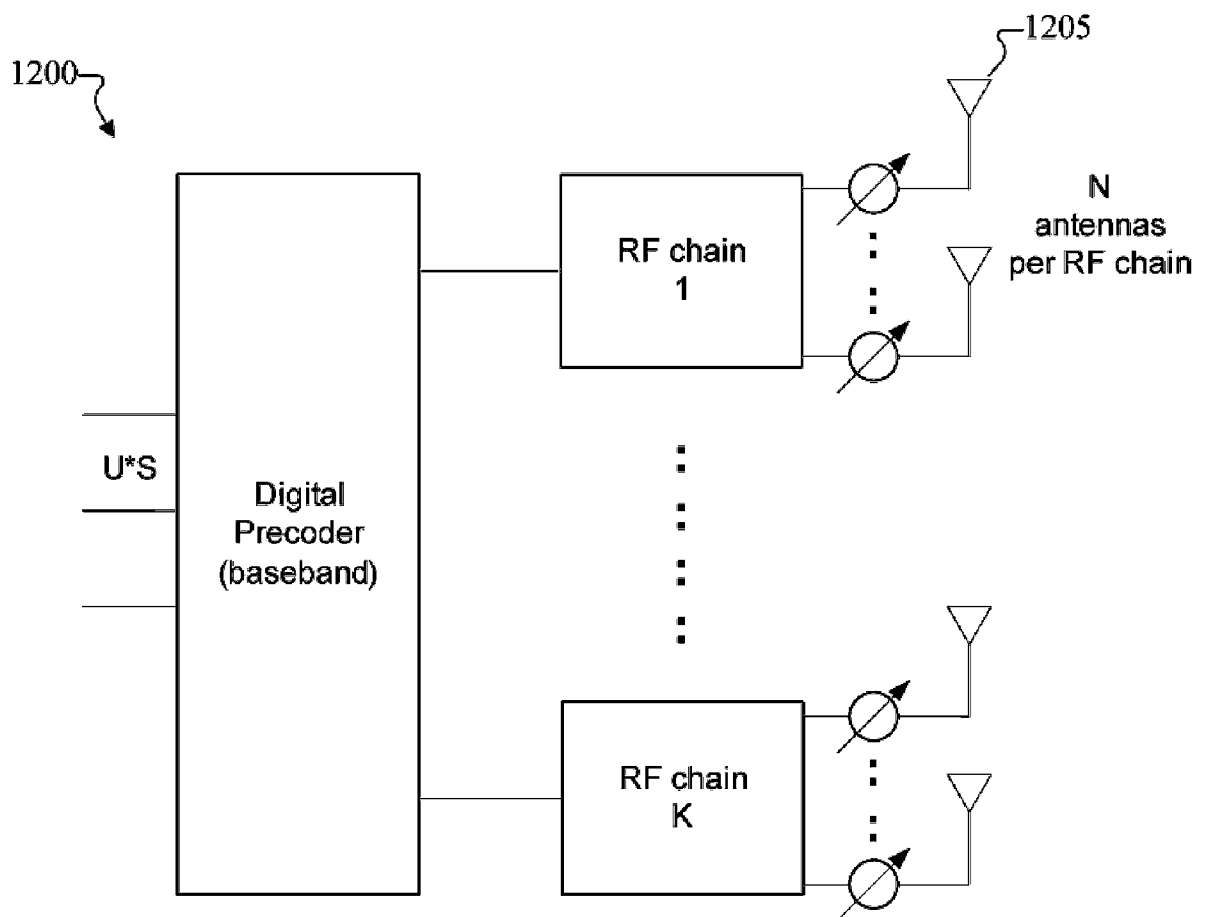 1200
1205
N
antennas
per RF chain
RF chain
1
U*S
Digital
Precoder
(baseband)
RF chain
K